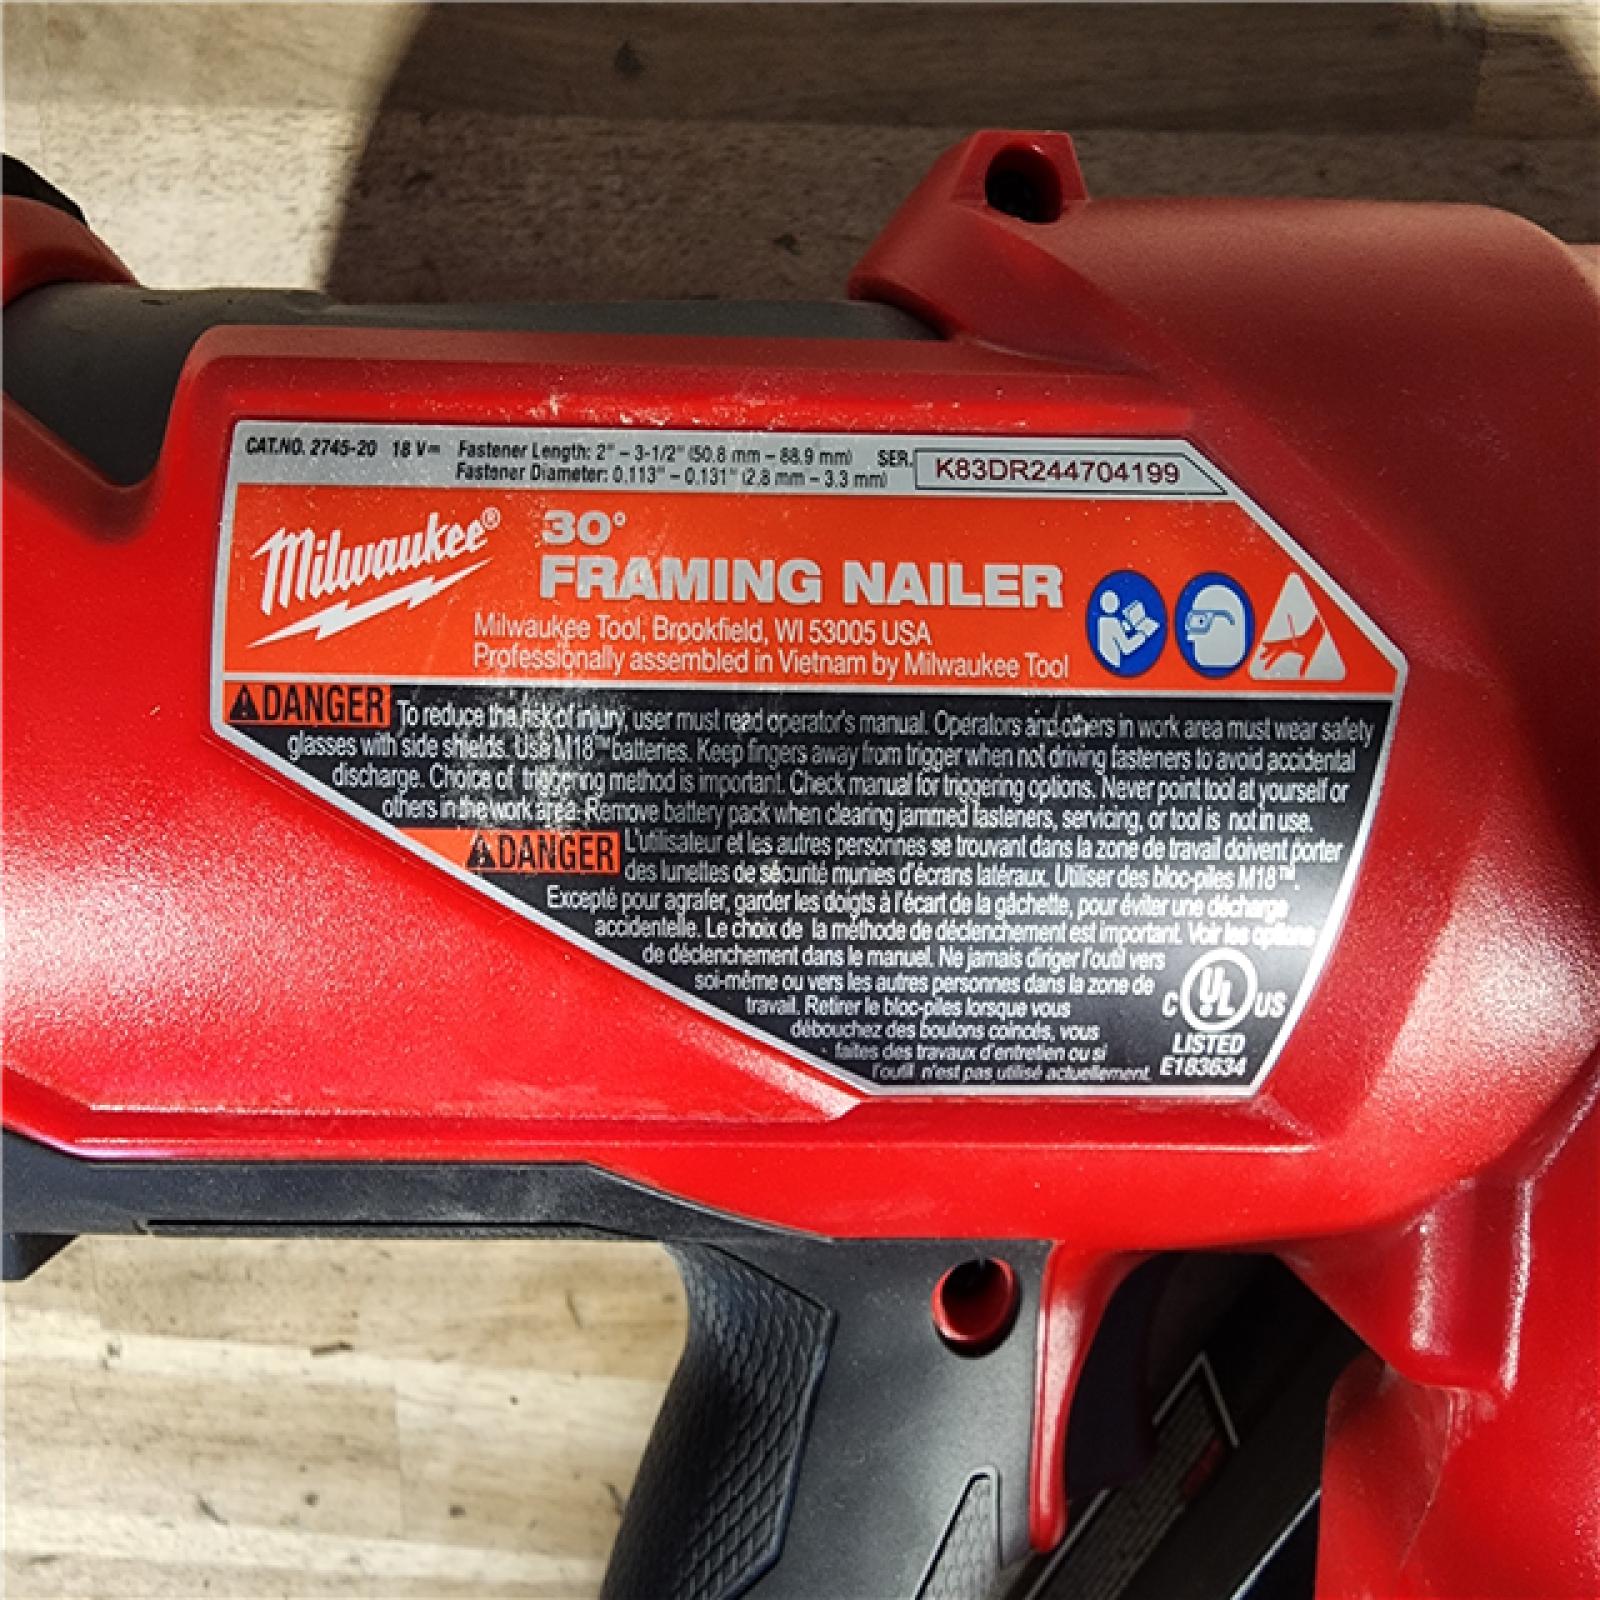 CAT.NO. 2745-20 18 V⎓ Fastener Length: 2" – 3-1/2" (50.8 mm – 88.9 mm) SER. K83DR244704199
Fastener Diameter: 0.113" – 0.131" (2.8 mm – 3.3 mm)
Milwaukee®
30°
FRAMING NAILER
Milwaukee Tool, Brookfield, WI 53005 USA
Professionally assembled in Vietnam by Milwaukee Tool
DANGER To reduce the risk of injury, user must read operator's manual. Operators and others in work area must wear safety
glasses with side shields. Use M18™ batteries. Keep fingers away from trigger when not driving fasteners to avoid accidental
discharge. Choice of triggering method is important. Check manual for triggering options. Never point tool at yourself or
others in the work area. Remove battery pack when clearing jammed fasteners, servicing, or tool is not in use.
DANGER L'utilisateur et les autres personnes se trouvant dans la zone de travail doivent porter
des lunettes de sécurité munies d'écrans latéraux. Utiliser des bloc-piles M18™.
Excepté pour agrafer, garder les doigts à l'écart de la gâchette, pour éviter une décharge
accidentelle. Le choix de la méthode de déclenchement est important. Voir les options
de déclenchement dans le manuel. Ne jamais diriger l'outil vers
soi-même ou vers les autres personnes dans la zone de
travail. Retirer le bloc-piles lorsque vous
débouchez des boulons coincés, vous
faites des travaux d'entretien ou si
l'outil n'est pas utilisé actuellement.
C UL US
LISTED
E183634